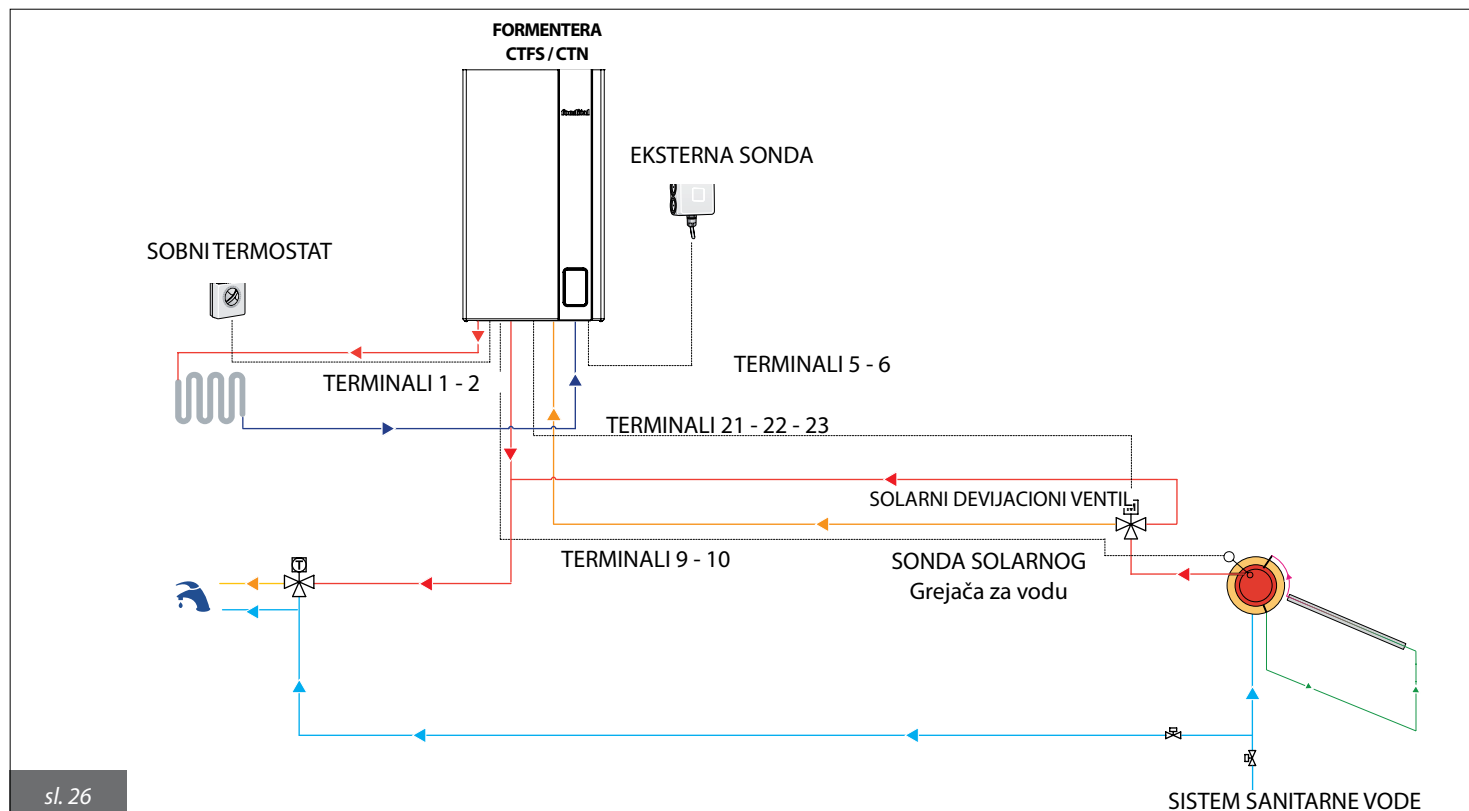 FORMENTERA
CTFS / CTN
EKSTERNA SONDA
SOBNI TERMOSTAT
TERMINALI 5 - 6
TERMINALI 1 - 2
TERMINALI 21 - 22 - 23
SOLARNI DEVIJACIONI VENTIL
TERMINALI 9 - 10
SONDA SOLARNOG
Grejača za vodu
T
SISTEM SANITARNE VODE
sl. 26